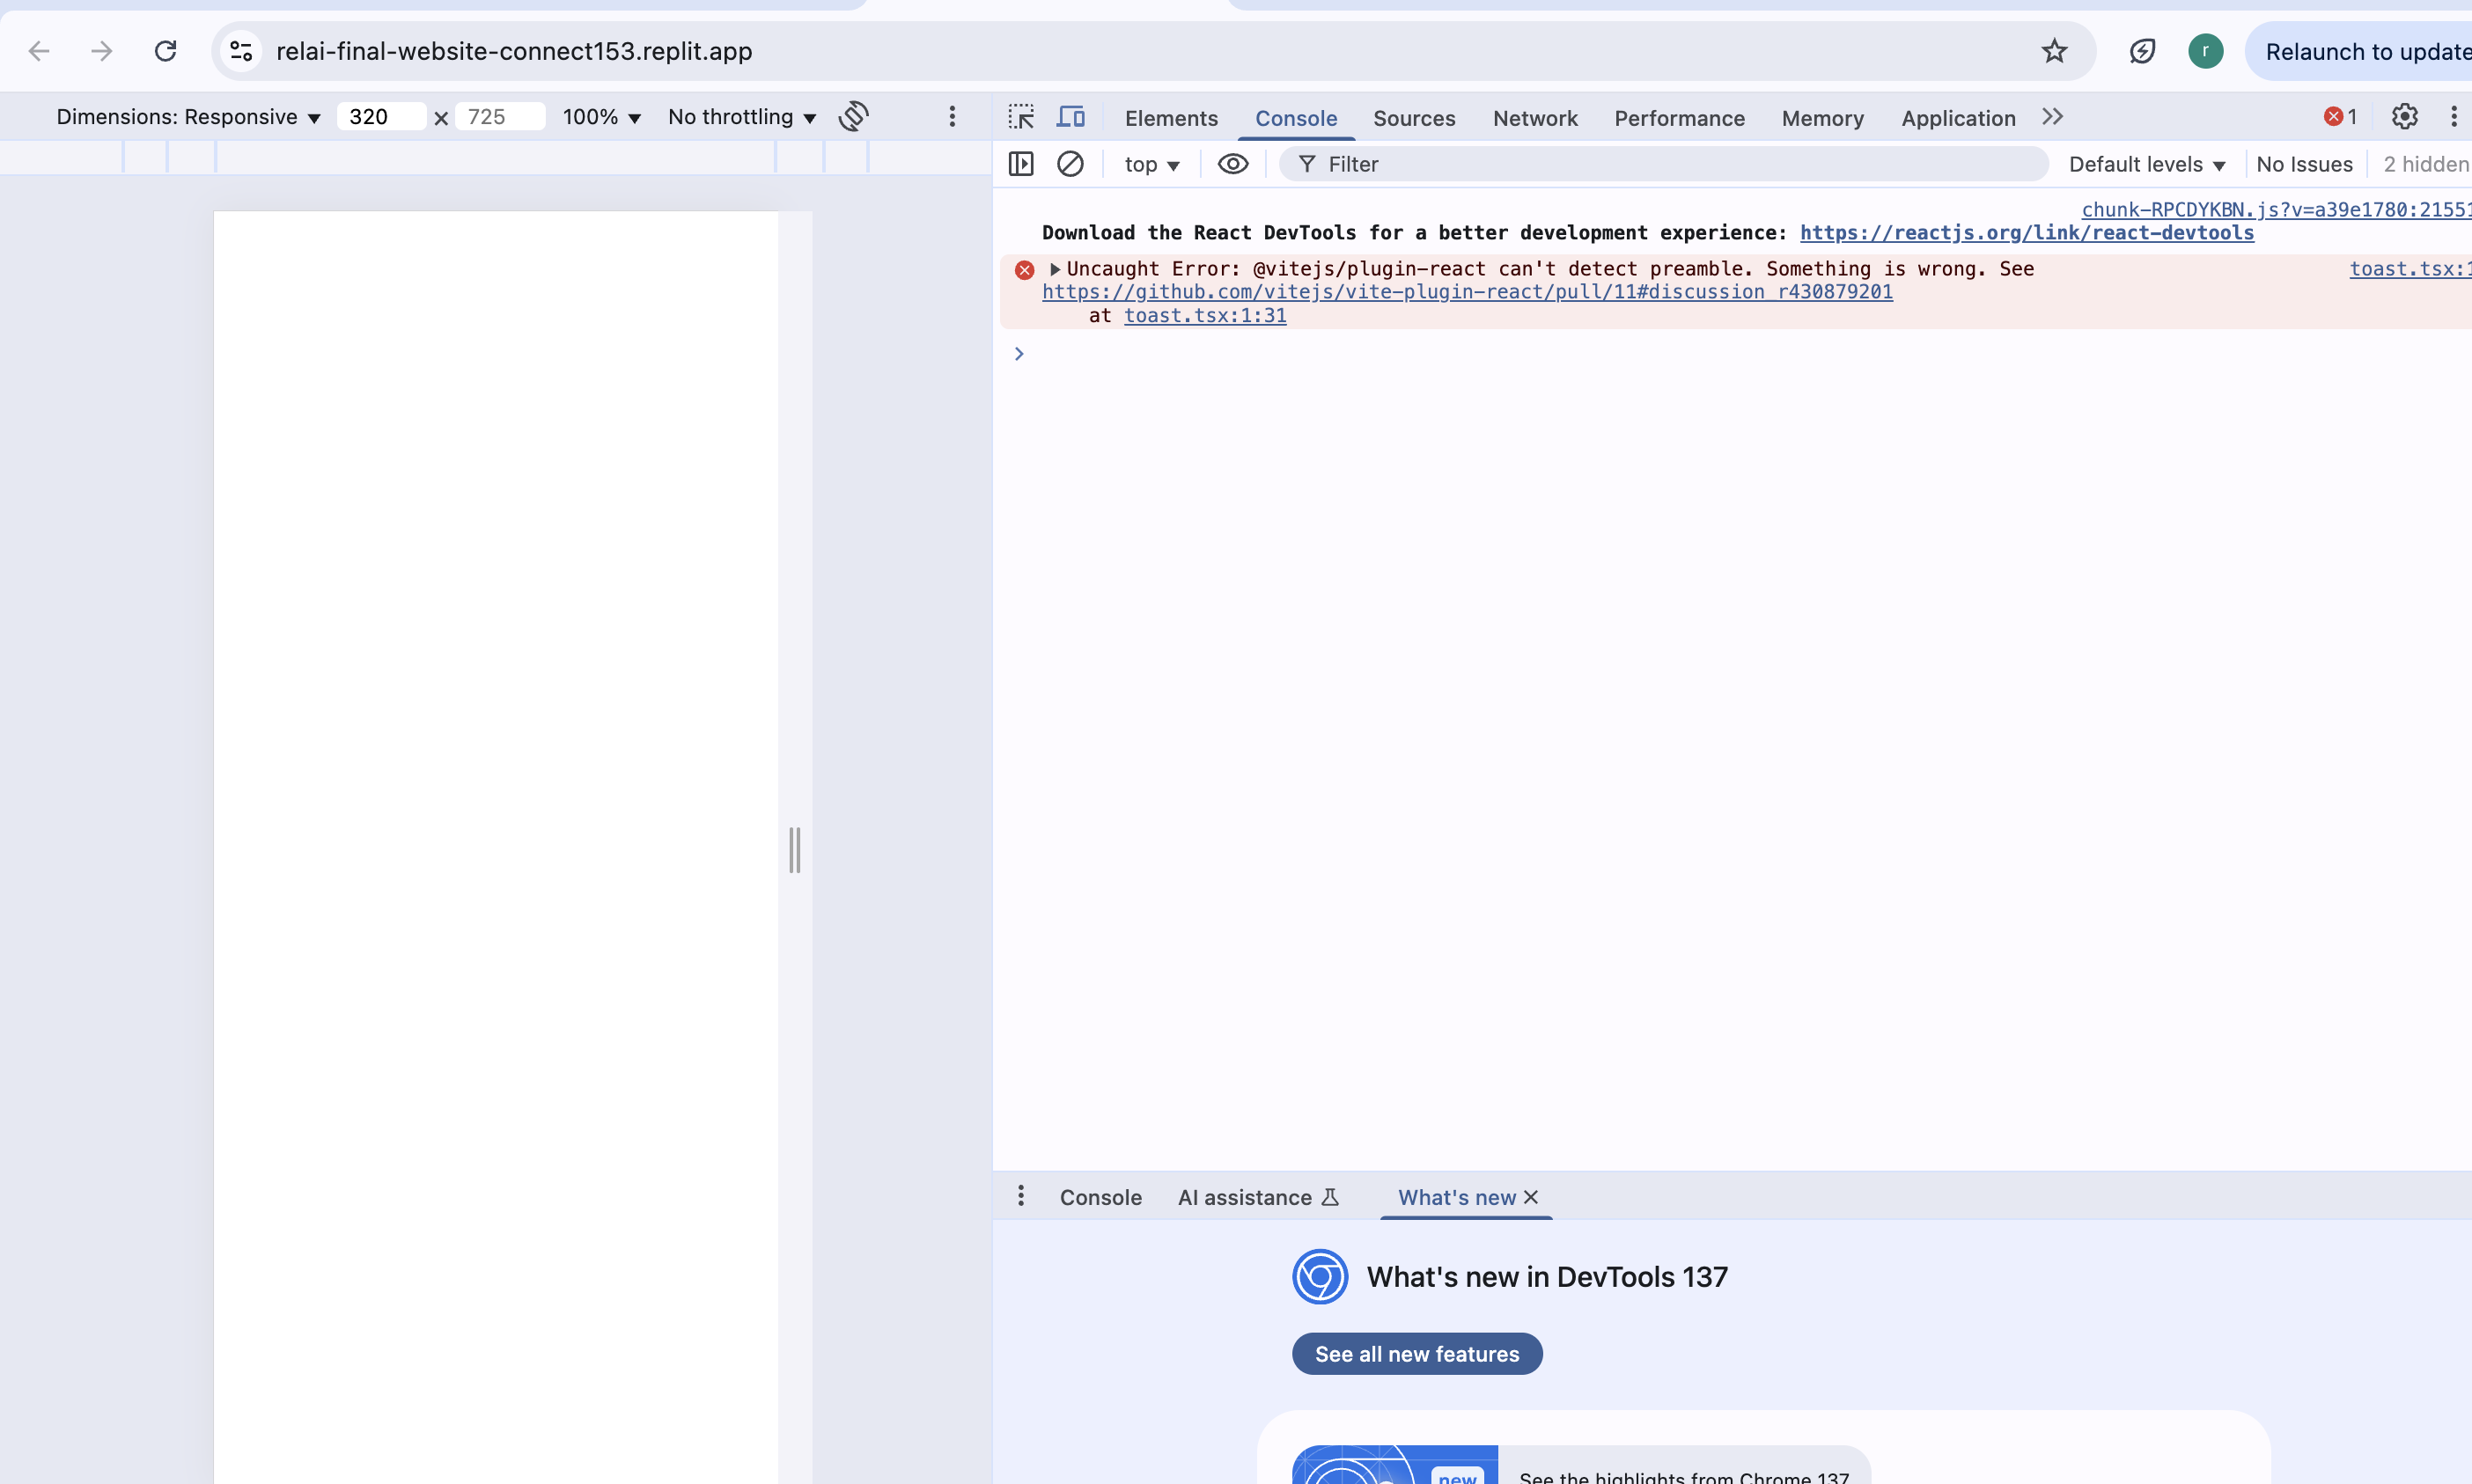 relai-final-website-connect153.replit.app
r
Relaunch to update
Dimensions: Responsive
320
×
725
100%
No throttling
Elements
Console
Sources
Network
Performance
Memory
Application
1
top
Filter
Default levels
No Issues
2 hidden
chunk-RPCDYKBN.js?v=a39e1780:21551
Download the React DevTools for a better development experience: https://reactjs.org/link/react-devtools
Uncaught Error: @vitejs/plugin-react can't detect preamble. Something is wrong. See
toast.tsx:1
https://github.com/vitejs/vite-plugin-react/pull/11#discussion_r430879201
at toast.tsx:1:31
Console
AI assistance
What's new
What's new in DevTools 137
See all new features
new
See the highlights from Chrome 137